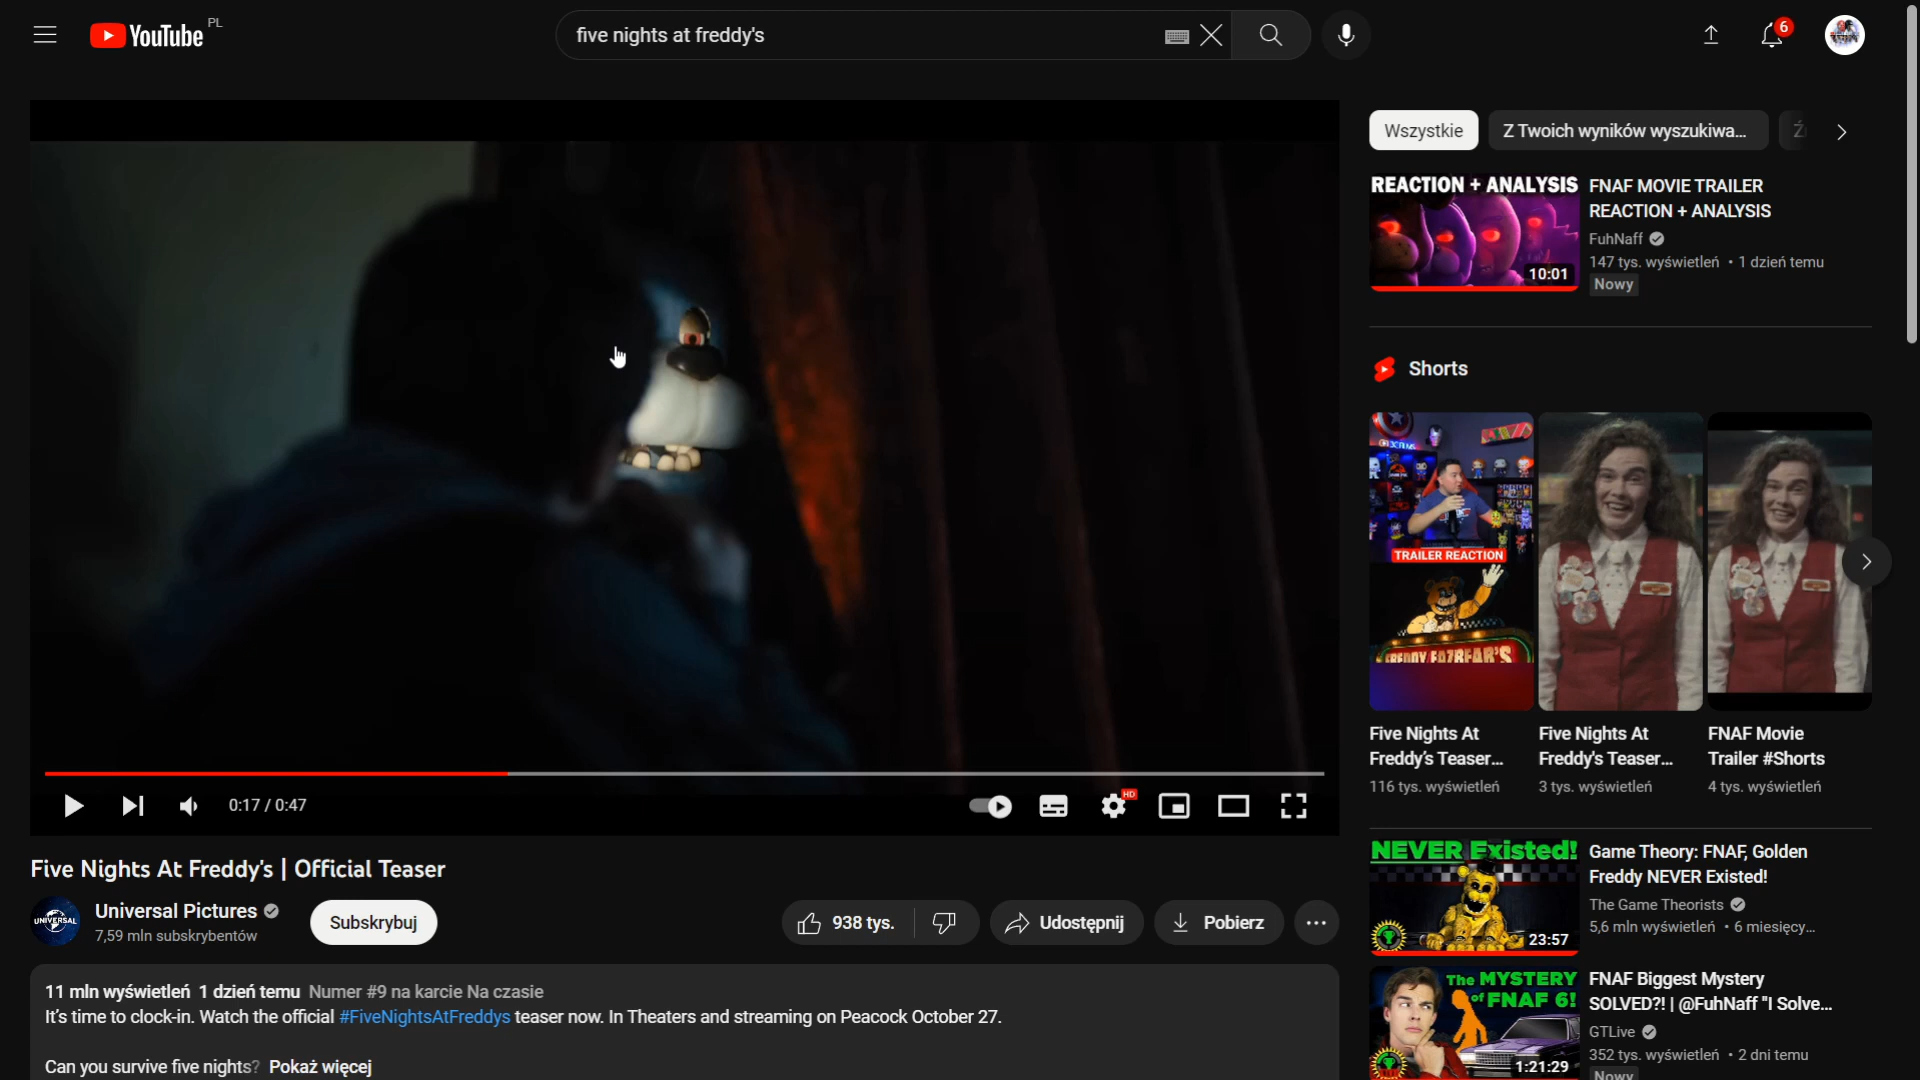 YouTube PL
five nights at freddy's
6
Wszystkie
Z Twoich wyników wyszukiwa...
REACTION + ANALYSIS
10:01
FNAF MOVIE TRAILER
REACTION + ANALYSIS
FuhNaff
147 tys. wyświetleń • 1 dzień temu
Nowy
Shorts
TRAILER REACTION
FREDDY FAZBEAR'S
Five Nights At
Freddy's Teaser...
116 tys. wyświetleń
Five Nights At
Freddy's Teaser...
3 tys. wyświetleń
FNAF Movie
Trailer #Shorts
4 tys. wyświetleń
0:17 / 0:47
HD
Five Nights At Freddy's | Official Teaser
UNIVERSAL
Universal Pictures
7,59 mln subskrybentów
Subskrybuj
938 tys.
Udostępnij
Pobierz
11 mln wyświetleń 1 dzień temu Numer #9 na karcie Na czasie
It's time to clock-in. Watch the official #FiveNightsAtFreddys teaser now. In Theaters and streaming on Peacock October 27.
Can you survive five nights? Pokaż więcej
NEVER Existed!
23:57
Game Theory: FNAF, Golden
Freddy NEVER Existed!
The Game Theorists
5,6 mln wyświetleń • 6 miesięcy...
The MYSTERY
of FNAF 6!
1:21:29
FNAF Biggest Mystery
SOLVED?! | @FuhNaff "I Solve...
GTLive
352 tys. wyświetleń • 2 dni temu
Nowy